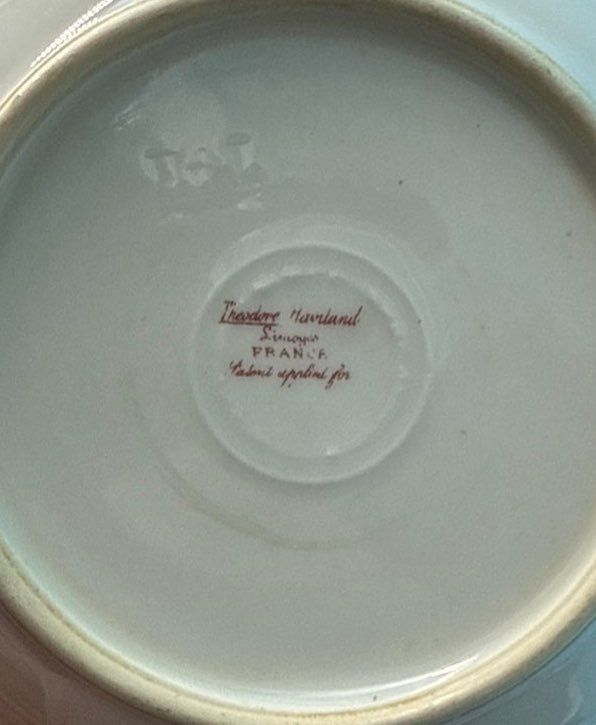 Theodore Haviland
Limoges
FRANCE
Patent applied for